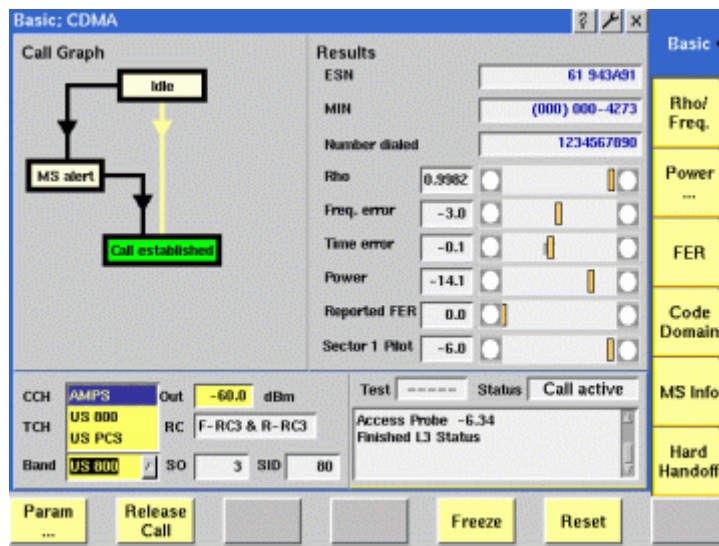 Basic: CDMA
? ×
Basic
Call Graph
Idle
MS alert
Call established
Results
ESN 61 943A91
MIN (000) 000-4273
Number dialed 1234567890
Rho 0.9982
Freq. error -3.0
Time error -0.1
Power -14.1
Reported FER 0.0
Sector 1 Pilot -6.0
Rho/
Freq.
Power
...
FER
Code
Domain
MS Info
Hard
Handoff
CCH AMPS Out -60.0 dBm
TCH US 800 RC F-RC3 & R-RC3
US PCS
Band US 800 SO 3 SID 80
Test ----- Status Call active
Access Probe -6.34
Finished L3 Status
Param
...
Release
Call
Freeze
Reset